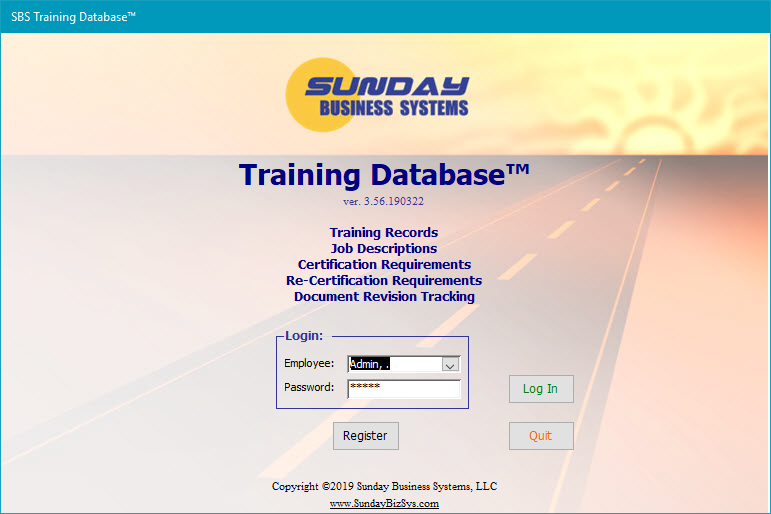 SBS Training Database™
SUNDAY
BUSINESS SYSTEMS
Training Database™
ver. 3.56.190322
Training Records
Job Descriptions
Certification Requirements
Re-Certification Requirements
Document Revision Tracking
Login:
Employee: Admin, .
Password: *****
Log In
Register
Quit
Copyright ©2019 Sunday Business Systems, LLC
www.SundayBizSys.com